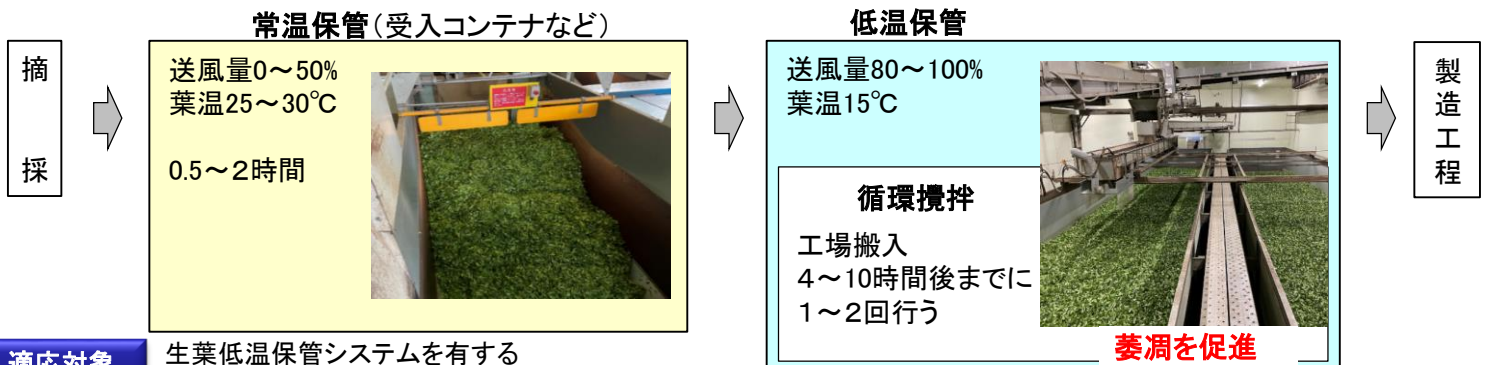 摘採
常温保管(受入コンテナなど)
送風量0～50%
葉温25～30℃
0.5～2時間
低温保管
送風量80～100%
葉温15℃
循環攪拌
工場搬入
4～10時間後までに
1～2回行う
萎凋を促進
製造工程
適応対象
生葉低温保管システムを有する